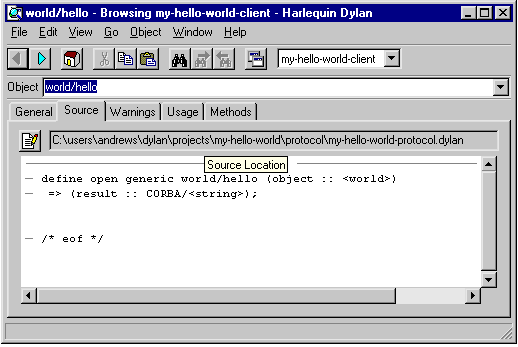 world/hello - Browsing my-hello-world-client - Harlequin Dylan
File Edit View Go Object Window Help
my-hello-world-client
Object world/hello
General Source Warnings Usage Methods
C:\users\andrews\dylan\projects\my-hello-world\protocol\my-hello-world-protocol.dylan
Source Location
define open generic world/hello (object :: <world>)
=> (result :: CORBA/<string>);
/* eof */